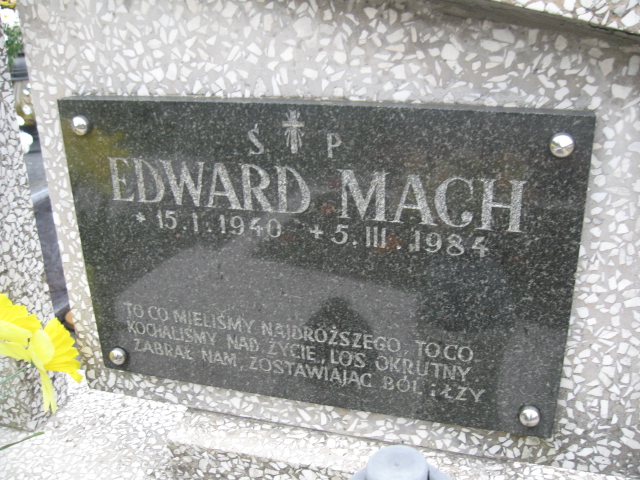 Ś P
EDWARD MACH
* 15.I.1940 + 5.III.1984
TO CO MIELIŚMY NAJDROŻSZEGO, TO CO
KOCHALIŚMY NAD ŻYCIE, LOS OKRUTNY
ZABRAŁ NAM, ZOSTAWIAJĄC BÓL i ŁZY